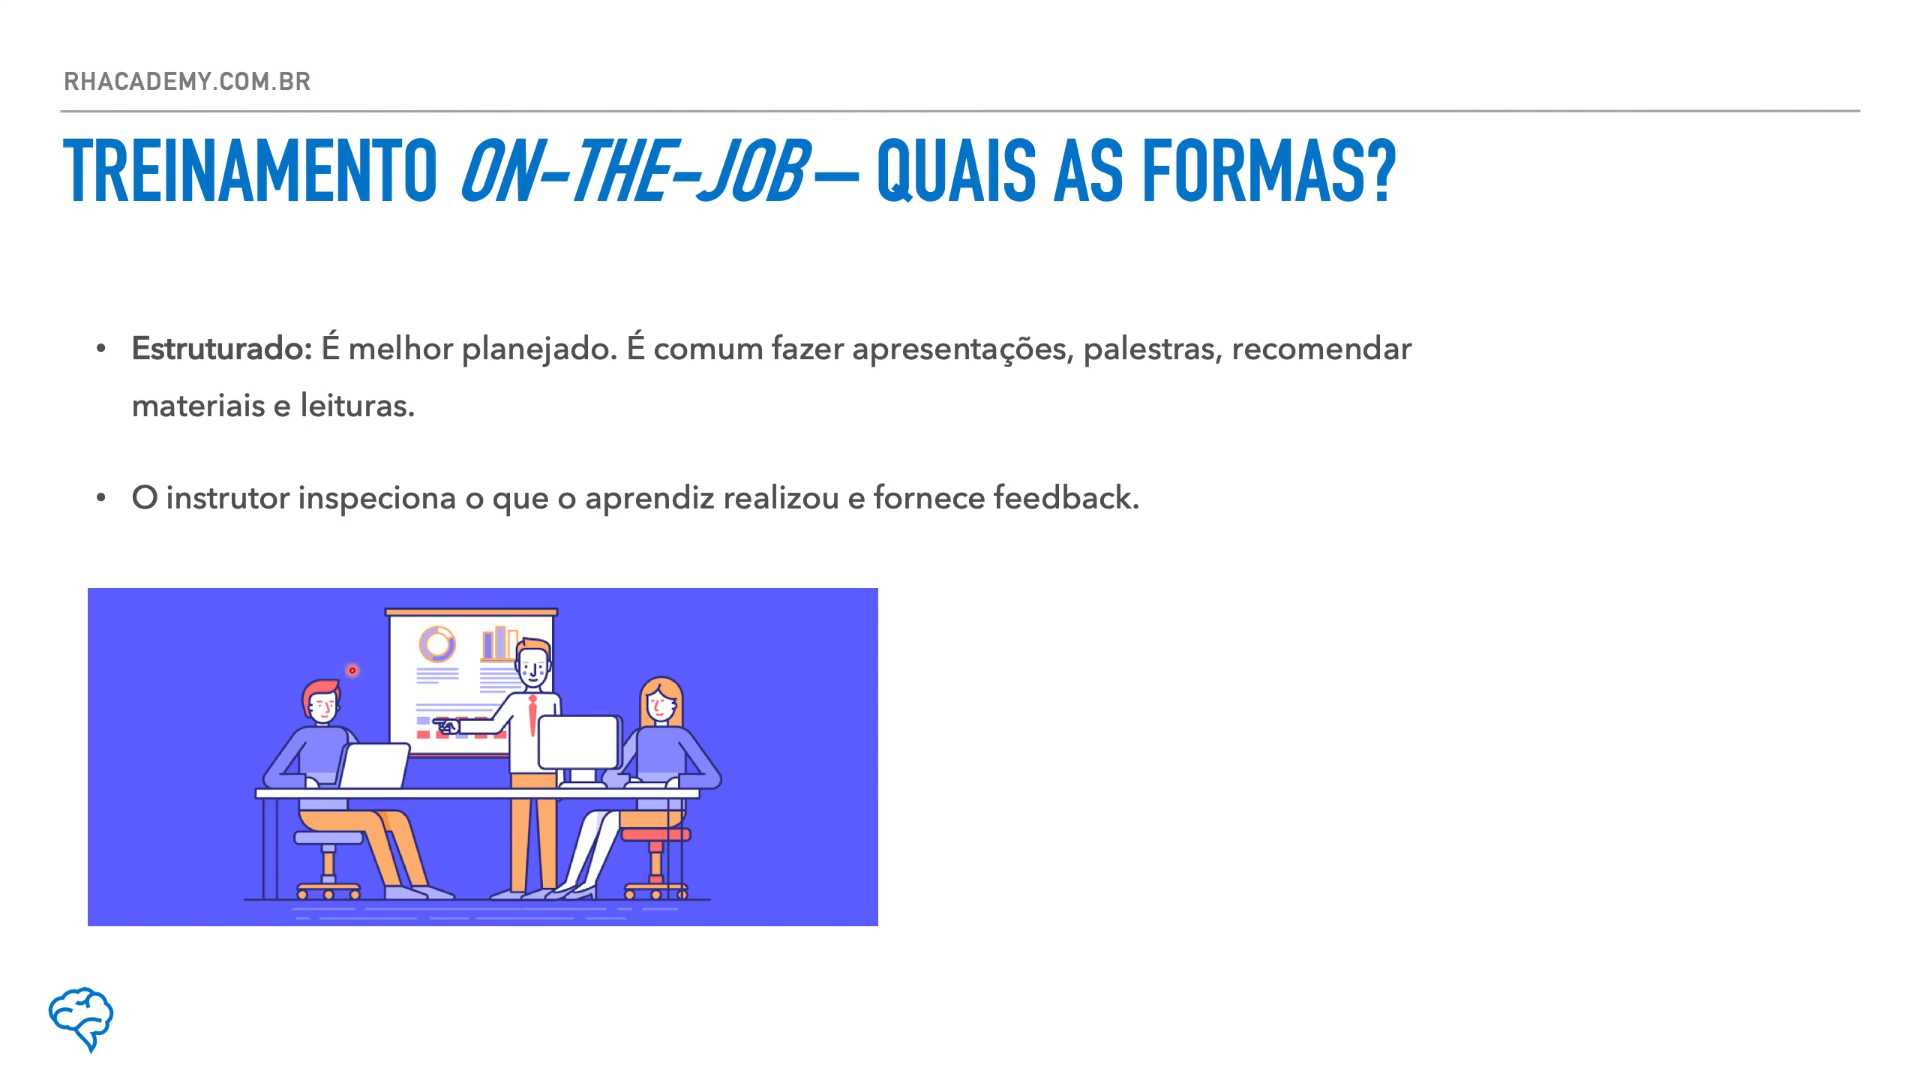 RHACADEMY.COM.BR
TREINAMENTO ON-THE-JOB – QUAIS AS FORMAS?
• Estruturado: É melhor planejado. É comum fazer apresentações, palestras, recomendar
materiais e leituras.
• O instrutor inspeciona o que o aprendiz realizou e fornece feedback.